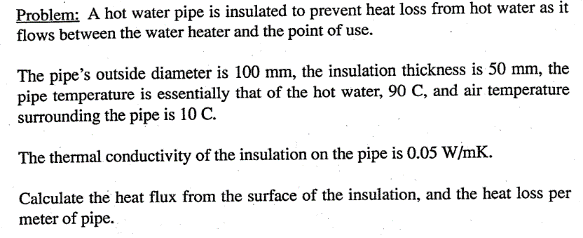 Problem: A hot water pipe is insulated to prevent heat loss from hot water as it
flows between the water heater and the point of use.
The pipe's outside diameter is 100 mm, the insulation thickness is 50 mm, the
pipe temperature is essentially that of the hot water, 90 C, and air temperature
surrounding the pipe is 10 C.
The thermal conductivity of the insulation on the pipe is 0.05 W/mK.
Calculate the heat flux from the surface of the insulation, and the heat loss per
meter of pipe.